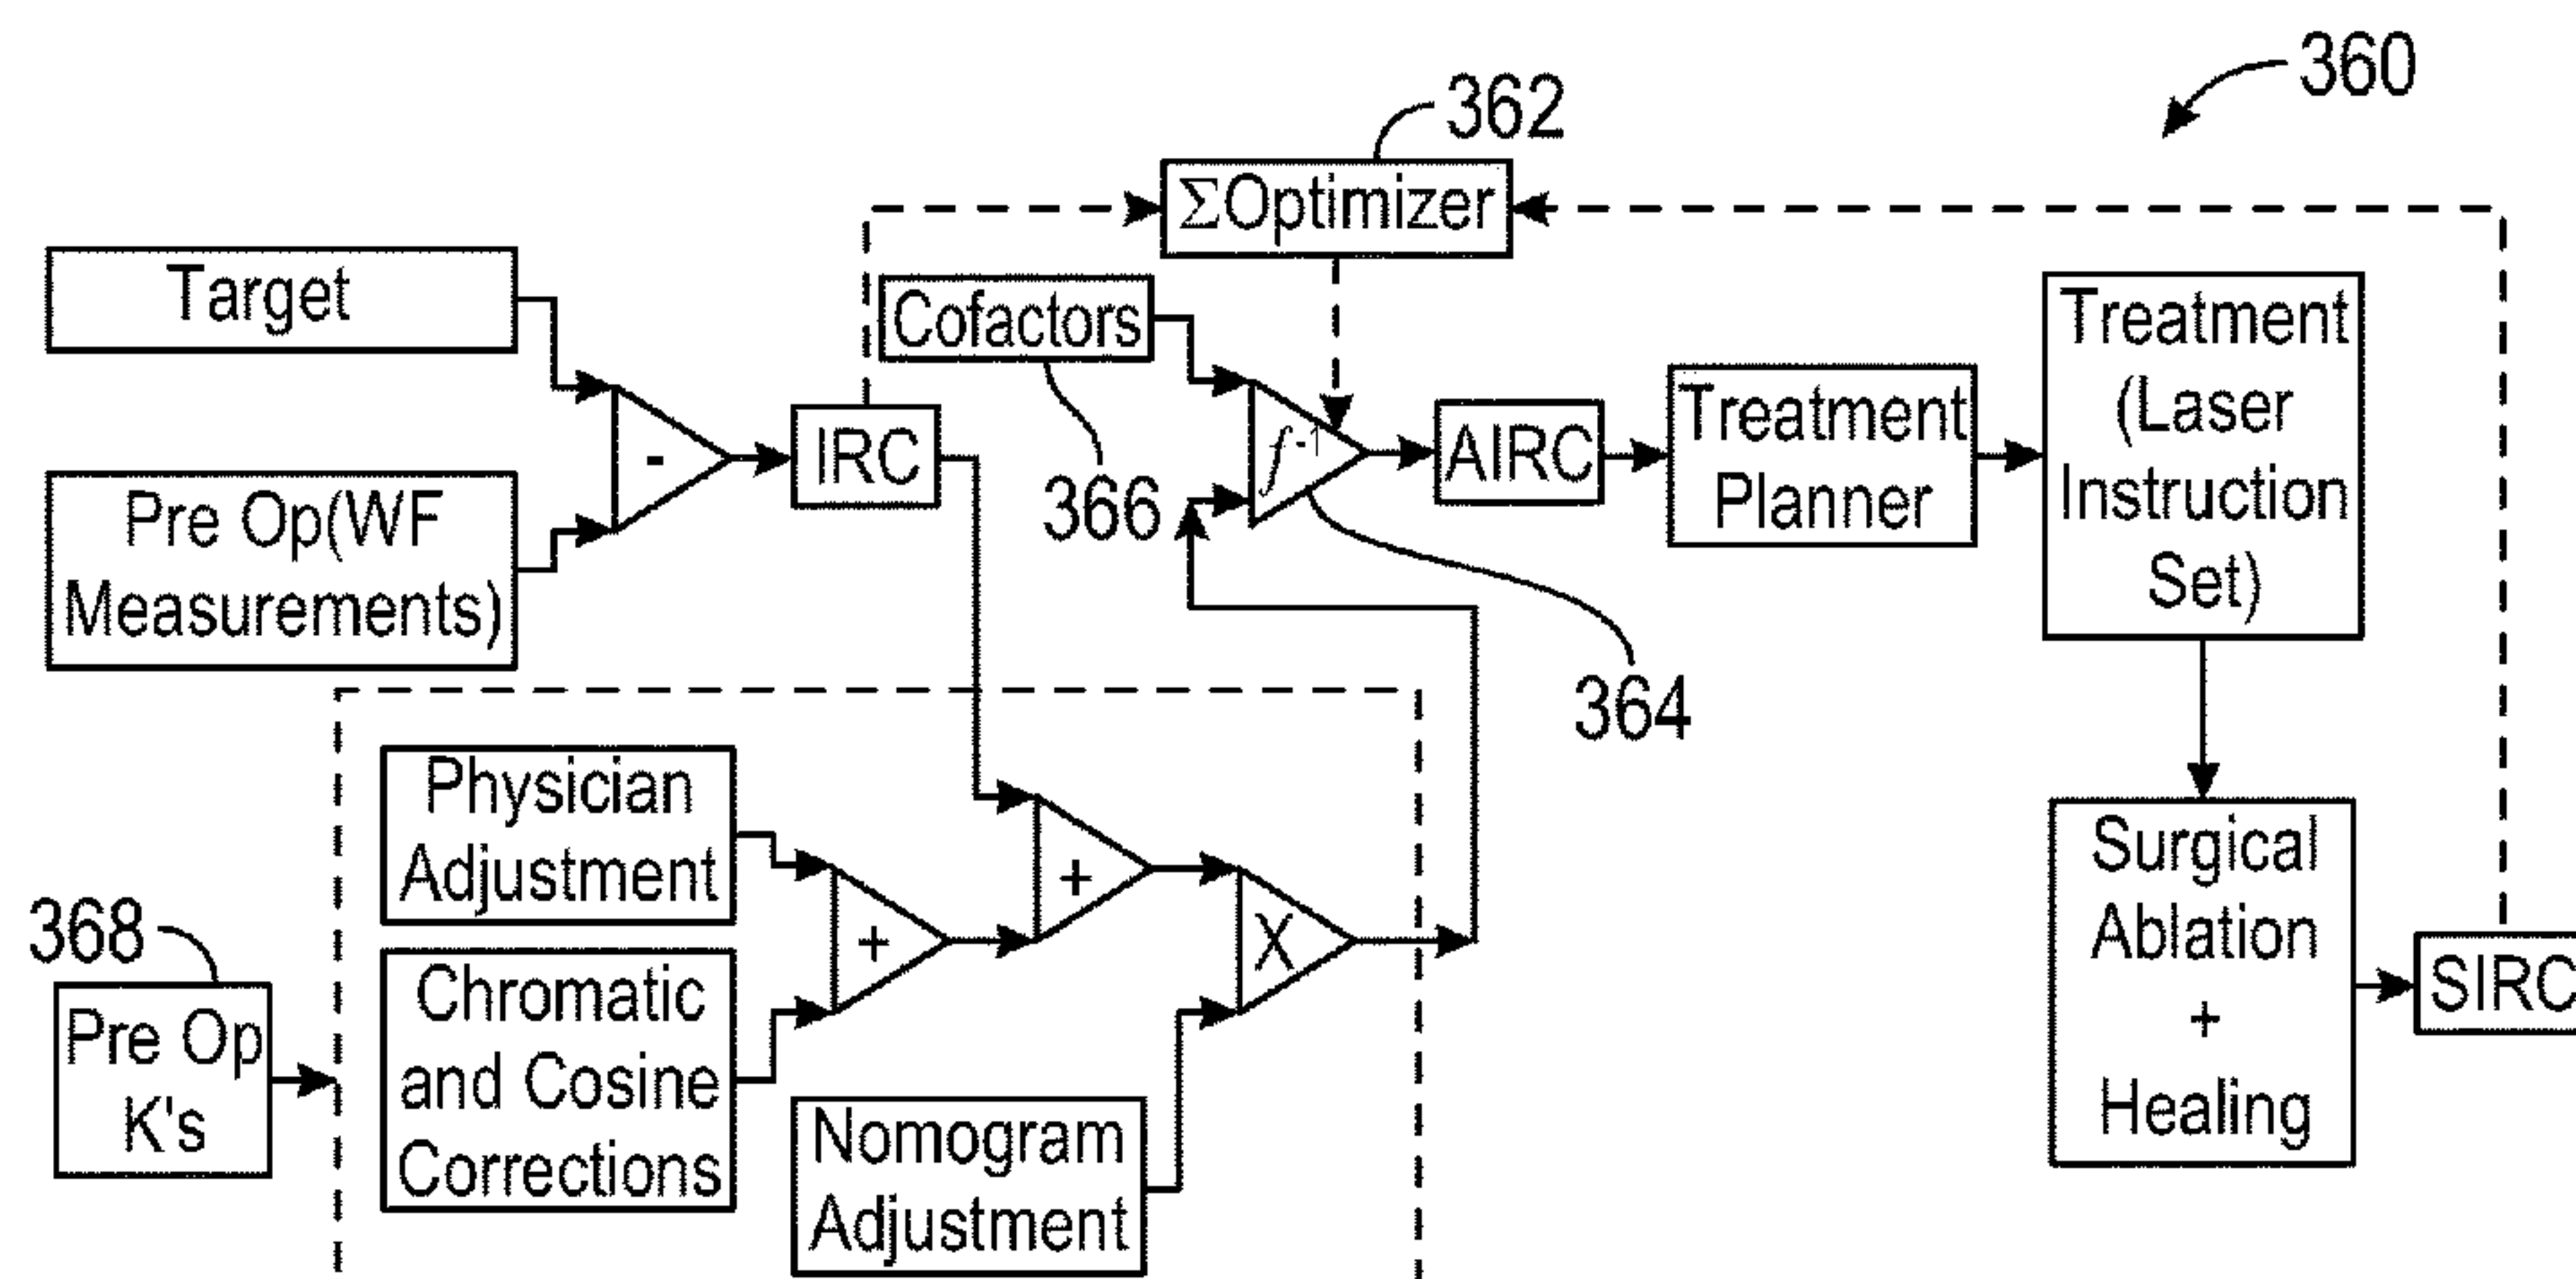 360
362
ΣOptimizer
Target
Cofactors
Treatment
(Laser
Instruction
Set)
Treatment
Planner
IRC
f⁻¹
AIRC
-
Pre Op(WF
Measurements)
366
364
Physician
Adjustment
+
+
X
Surgical
Ablation
+
Healing
SIRC
368
Pre Op
K's
Chromatic
and Cosine
Corrections
Nomogram
Adjustment